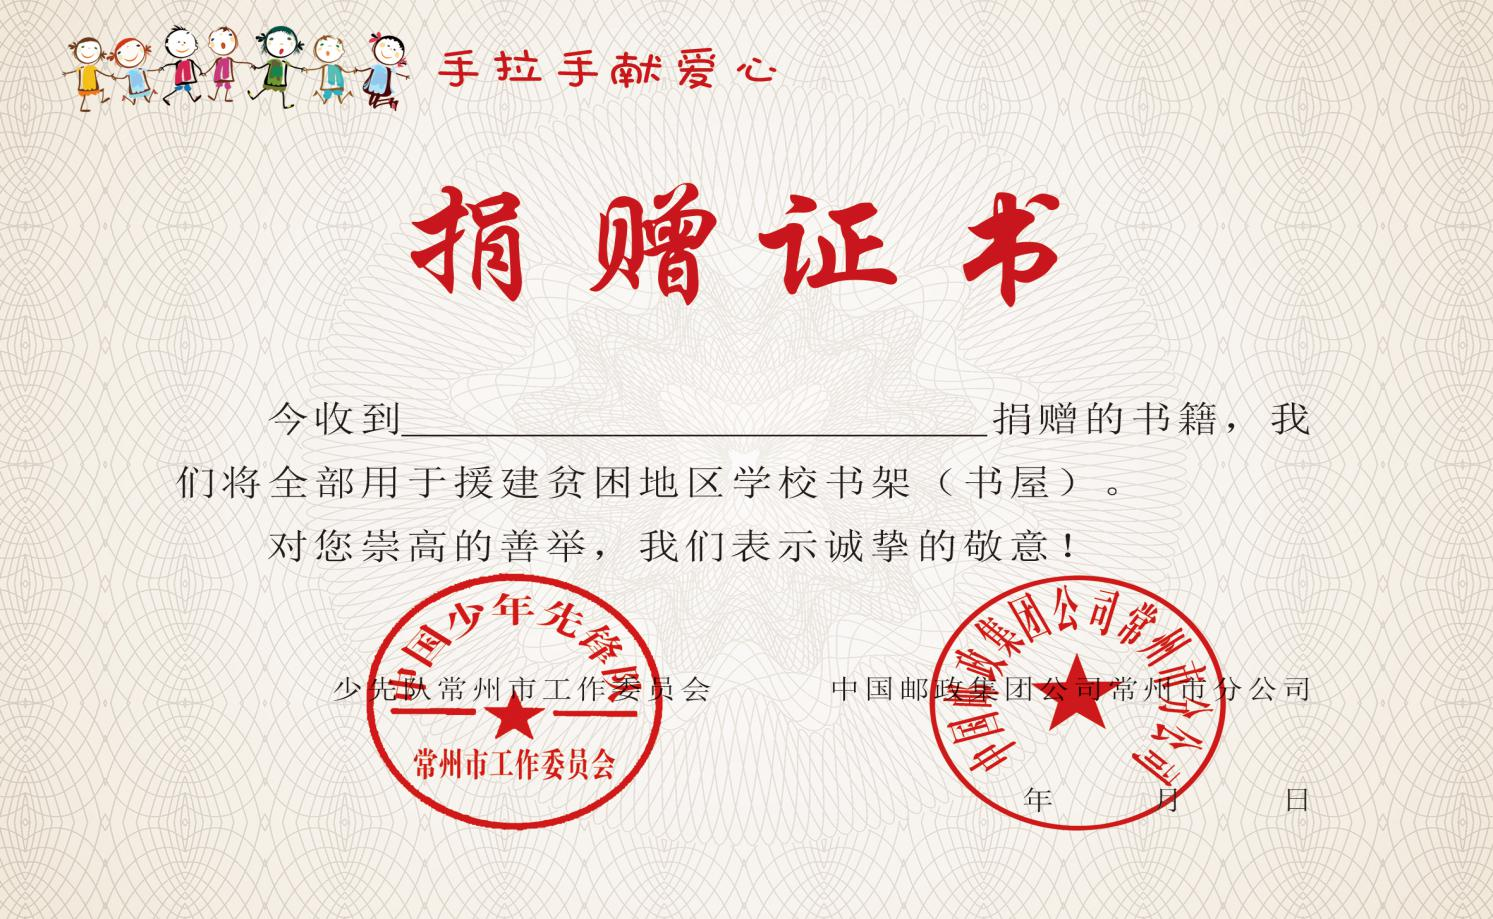 手拉手献爱心
捐赠证书
今收到____________________捐赠的书籍，我
们将全部用于援建贫困地区学校书架（书屋）。
对您崇高的善举，我们表示诚挚的敬意！
中国少年先锋队
少先队常州市工作委员会
常州市工作委员会
中国邮政集团公司常州市分公司
中国邮政集团公司常州市分公司
年 月 日